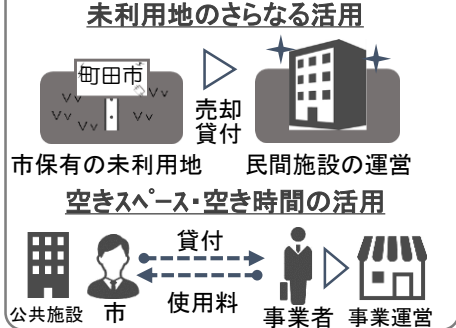 未利用地のさらなる活用
町田市
売却
貸付
市保有の未利用地
民間施設の運営
空きｽﾍﾟｰｽ・空き時間の活用
貸付
使用料
公共施設
市
事業者
事業運営